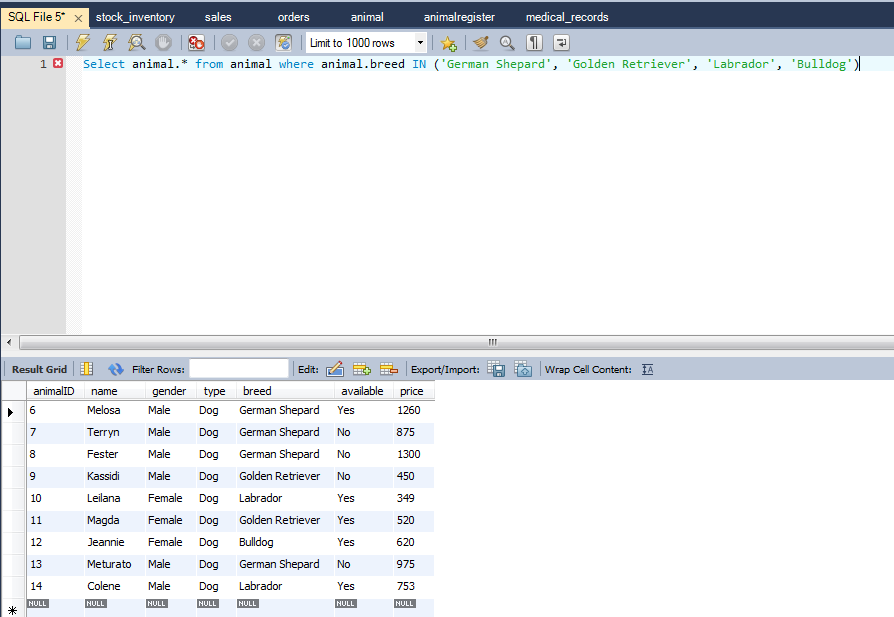 SQL File 5* stock_inventory sales orders animal animalregister medical_records
Limit to 1000 rows
1 Select animal.* from animal where animal.breed IN ('German Shepard', 'Golden Retriever', 'Labrador', 'Bulldog')
Result Grid Filter Rows: Edit: Export/Import: Wrap Cell Content: IA
animalID name gender type breed available price
6 Melosa Male Dog German Shepard Yes 1260
7 Terryn Male Dog German Shepard No 875
8 Fester Male Dog German Shepard No 1300
9 Kassidi Male Dog Golden Retriever No 450
10 Leilana Female Dog Labrador Yes 349
11 Magda Female Dog Golden Retriever Yes 520
12 Jeannie Female Dog Bulldog Yes 620
13 Meturato Male Dog German Shepard No 975
14 Colene Male Dog Labrador Yes 753
NULL NULL NULL NULL NULL NULL NULL